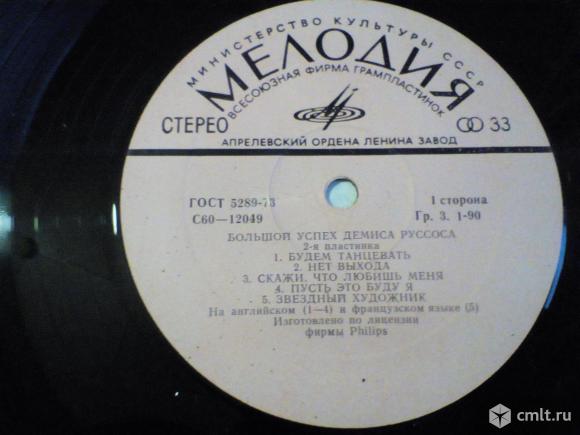 МИНИСТЕРСТВО КУЛЬТУРЫ СССР
МЕЛОДИЯ
ВСЕСОЮЗНАЯ ФИРМА ГРАМПЛАСТИНОК
СТЕРЕО
33
АПРЕЛЕВСКИЙ ОРДЕНА ЛЕНИНА ЗАВОД
ГОСТ 5289-73
1 сторона
С60—12049
Гр. 3. 1-90
БОЛЬШОЙ УСПЕХ ДЕМИСА РУССОСА
2-я пластинка
1. БУДЕМ ТАНЦЕВАТЬ
2. НЕТ ВЫХОДА
3. СКАЖИ, ЧТО ЛЮБИШЬ МЕНЯ
4. ПУСТЬ ЭТО БУДУ Я
5. ЗВЕЗДНЫЙ ХУДОЖНИК
На английском (1—4) и французском языке (5)
Изготовлено по лицензии
фирмы Philips
cmlt.ru